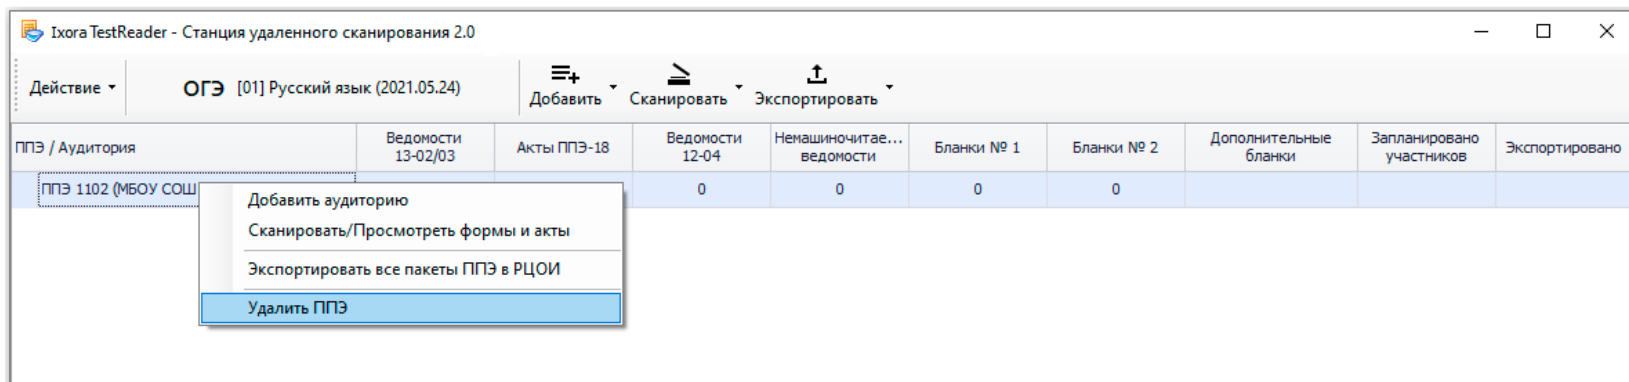 Ixora TestReader - Станция удаленного сканирования 2.0
Действие
ОГЭ [01] Русский язык (2021.05.24)
Добавить
Сканировать
Экспортировать
ППЭ / Аудитория
Ведомости
13-02/03
Акты ППЭ-18
Ведомости
12-04
Немашиночитае...
ведомости
Бланки № 1
Бланки № 2
Дополнительные
бланки
Запланировано
участников
Экспортировано
ППЭ 1102 (МБОУ СОШ
0
0
0
0
Добавить аудиторию
Сканировать/Просмотреть формы и акты
Экспортировать все пакеты ППЭ в РЦОИ
Удалить ППЭ